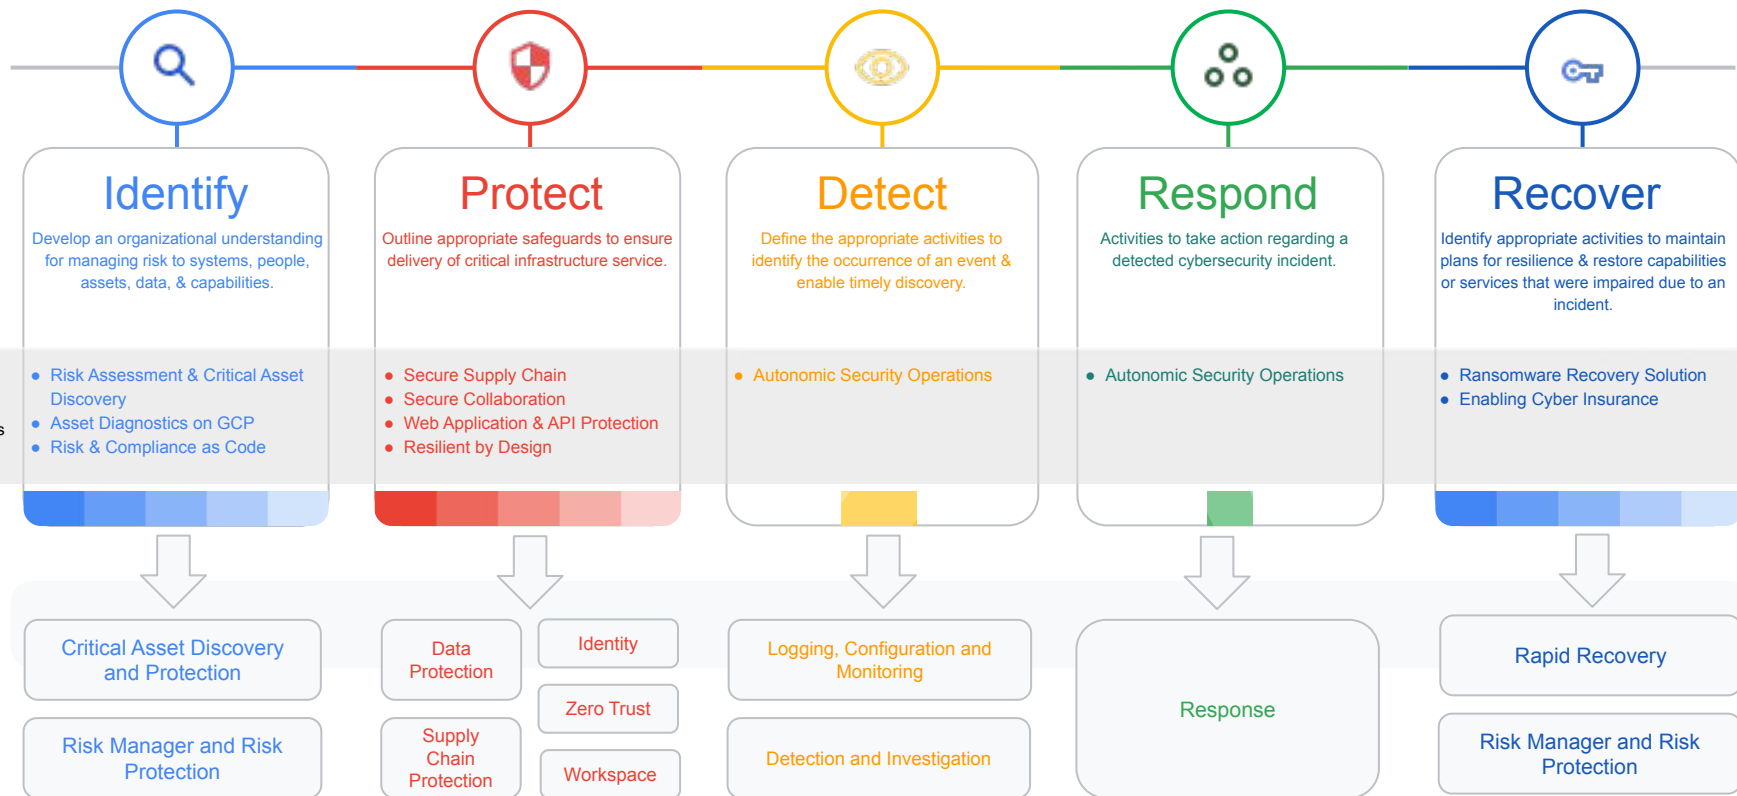 Identify
Develop an organizational understanding
for managing risk to systems, people,
assets, data, & capabilities.
Protect
Outline appropriate safeguards to ensure
delivery of critical infrastructure service.
Detect
Define the appropriate activities to
identify the occurrence of an event &
enable timely discovery.
Respond
Activities to take action regarding a
detected cybersecurity incident.
Recover
Identify appropriate activities to maintain
plans for resilience & restore capabilities
or services that were impaired due to an
incident.
s
● Risk Assessment & Critical Asset
Discovery
● Asset Diagnostics on GCP
● Risk & Compliance as Code
● Secure Supply Chain
● Secure Collaboration
● Web Application & API Protection
● Resilient by Design
● Autonomic Security Operations
● Autonomic Security Operations
● Ransomware Recovery Solution
● Enabling Cyber Insurance
Critical Asset Discovery
and Protection
Risk Manager and Risk
Protection
Data
Protection
Supply
Chain
Protection
Identity
Zero Trust
Workspace
Logging, Configuration and
Monitoring
Detection and Investigation
Response
Rapid Recovery
Risk Manager and Risk
Protection